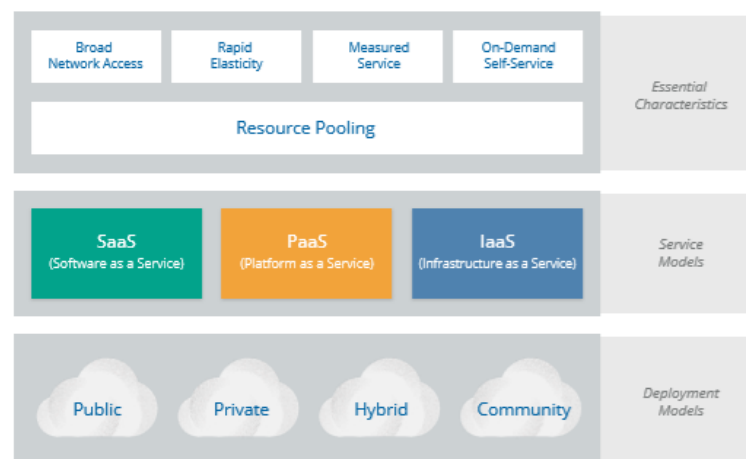 Broad
Network Access
Rapid
Elasticity
Measured
Service
On-Demand
Self-Service
Resource Pooling
Essential
Characteristics
SaaS
(Software as a Service)
PaaS
(Platform as a Service)
IaaS
(Infrastructure as a Service)
Service
Models
Public
Private
Hybrid
Community
Deployment
Models